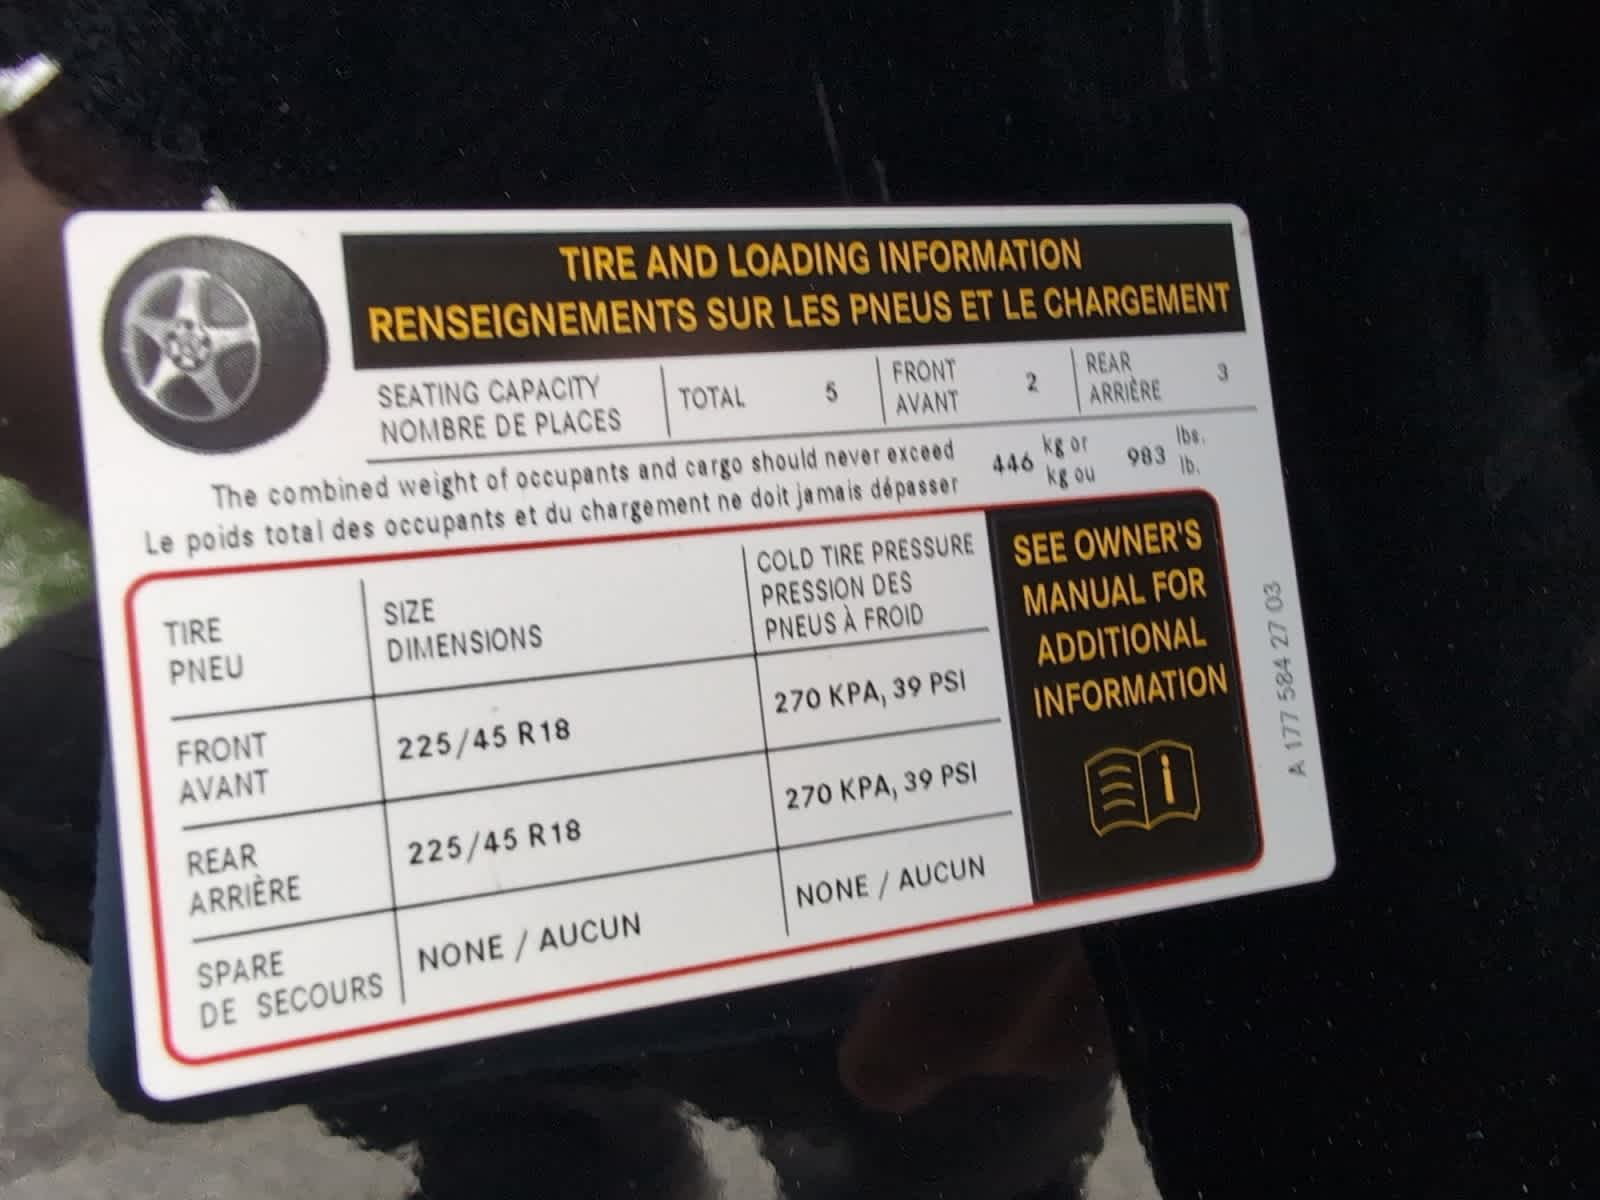 TIRE AND LOADING INFORMATION
RENSEIGNEMENTS SUR LES PNEUS ET LE CHARGEMENT
SEATING CAPACITY
NOMBRE DE PLACES
TOTAL 5
FRONT
AVANT
2
REAR
ARRIÈRE
3
The combined weight of occupants and cargo should never exceed
Le poids total des occupants et du chargement ne doit jamais dépasser
446
kg or
kg ou
983
lbs.
lb.
TIRE
PNEU
SIZE
DIMENSIONS
COLD TIRE PRESSURE
PRESSION DES
PNEUS À FROID
FRONT
AVANT
225/45 R18
270 KPA, 39 PSI
REAR
ARRIÈRE
225/45 R18
270 KPA, 39 PSI
SPARE
DE SECOURS
NONE / AUCUN
NONE / AUCUN
SEE OWNER'S
MANUAL FOR
ADDITIONAL
INFORMATION
i
A 177 584 27 03